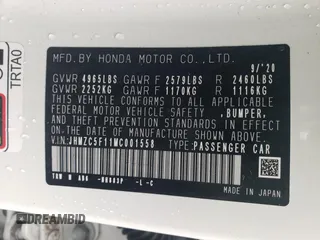 TRTA0
MFD.BY HONDA MOTOR CO.,LTD.
9/'20
GVWR 4965LBS GAWR F 2579LBS R 2460LBS
GVWR 2252KG GAWR F 1170KG R 1116KG
THIS VEHICLE CONFORMS TO ALL APPLICABLE
FEDERAL MOTOR VEHICLE SAFETY, BUMPER,
AND THEFT PREVENTION STANDARDS IN EFFECT
ON THE DATE OF MANUFACTURE SHOWN ABOVE.
V.I.N:JHMZC5F11MC001558 TYPE:PASSENGER CAR
TRW -L -C
MADE IN JAPAN
DREAMBID